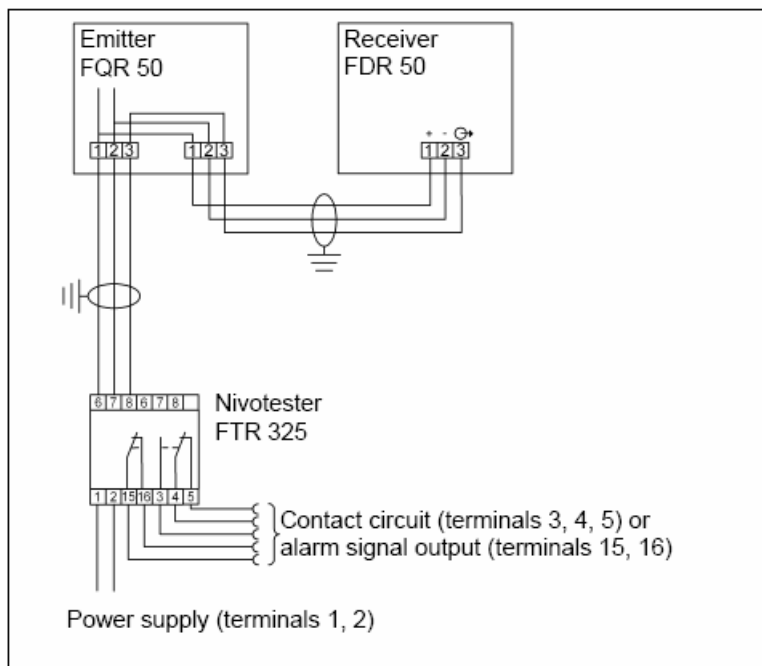 Emitter
FQR 50
Receiver
FDR 50
+ -
1 2 3
1 2 3
1 2 3
6 7 8 6 7 8
Nivotester
FTR 325
1 2 15 16 3 4 5
Contact circuit (terminals 3, 4, 5) or
alarm signal output (terminals 15, 16)
Power supply (terminals 1, 2)